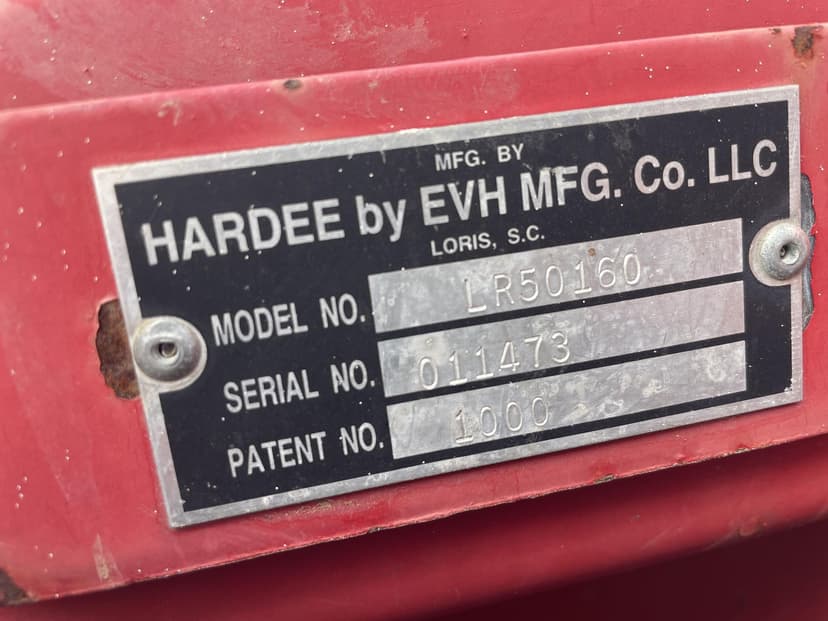 MFG. BY
HARDEE by EVH MFG. Co. LLC
LORIS, S.C.
MODEL NO. LR50160
SERIAL NO. 011473
PATENT NO. 1000